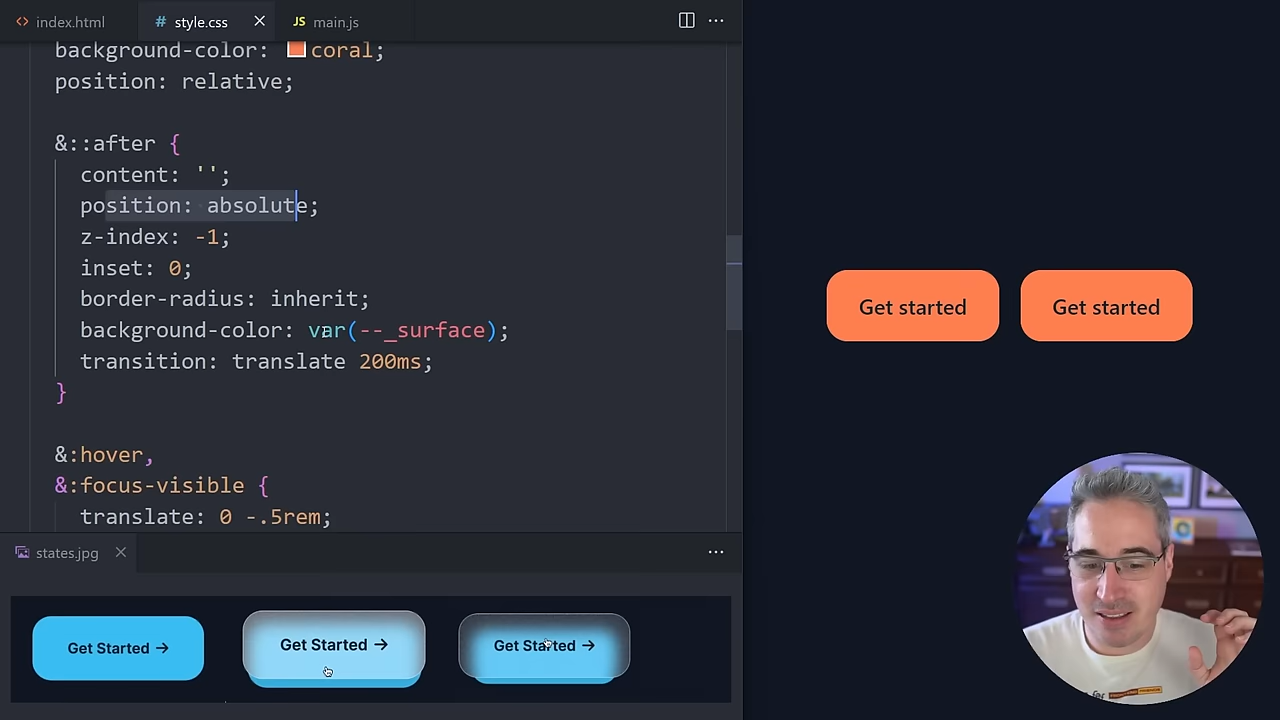 index.html
style.css
JS main.js
background-color: coral;
position: relative;
&::after {
content: '';
position: absolute;
z-index: -1;
inset: 0;
border-radius: inherit;
background-color: var(--_surface);
transition: translate 200ms;
}
&:hover,
&:focus-visible {
translate: 0 -.5rem;
Get started
Get started
states.jpg
Get Started →
Get Started →
Get Started →